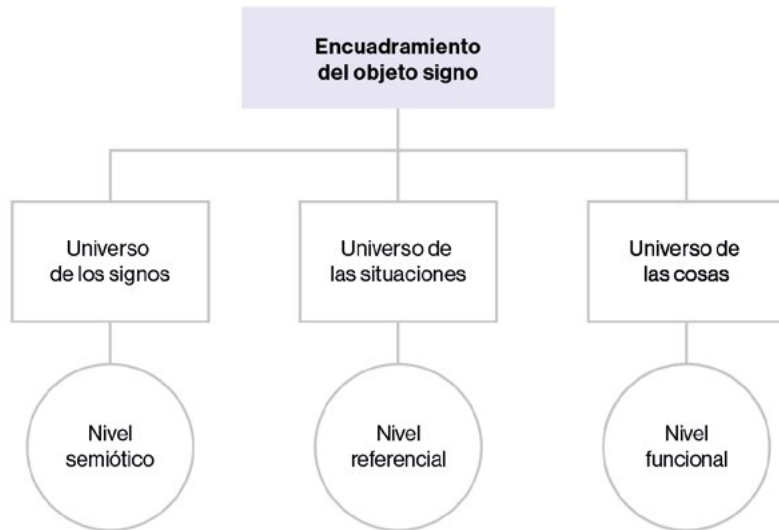 Encuadramiento
del objeto signo
Universo
de los signos
Universo de
las situaciones
Universo de
las cosas
Nivel
semiótico
Nivel
referencial
Nivel
funcional